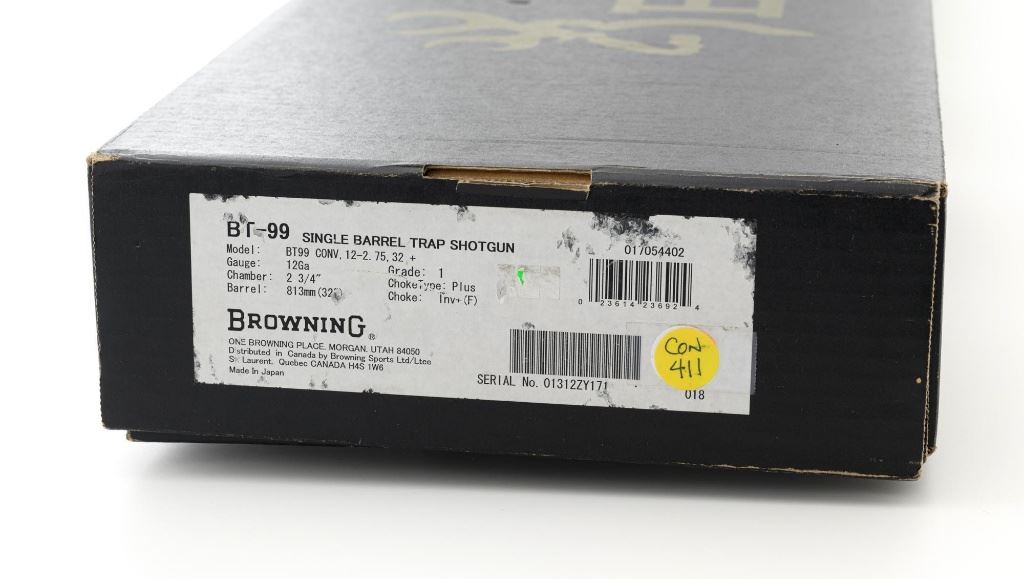 BT-99 SINGLE BARREL TRAP SHOTGUN
Model: BT99 CONV,12-2.75,32 +
Gauge: 12Ga
Grade: 1
Chamber: 2 3/4"
ChokeType: Plus
Barrel: 813mm(32")
Choke: Inv+(F)
017054402
0 23614 23692 4
BROWNING®
ONE BROWNING PLACE, MORGAN, UTAH 84050
Distributed in Canada by Browning Sports Ltd/Ltee
St. Laurent, Quebec CANADA H4S 1W6
Made In Japan
SERIAL No. 01312ZY171
018
CON-
411